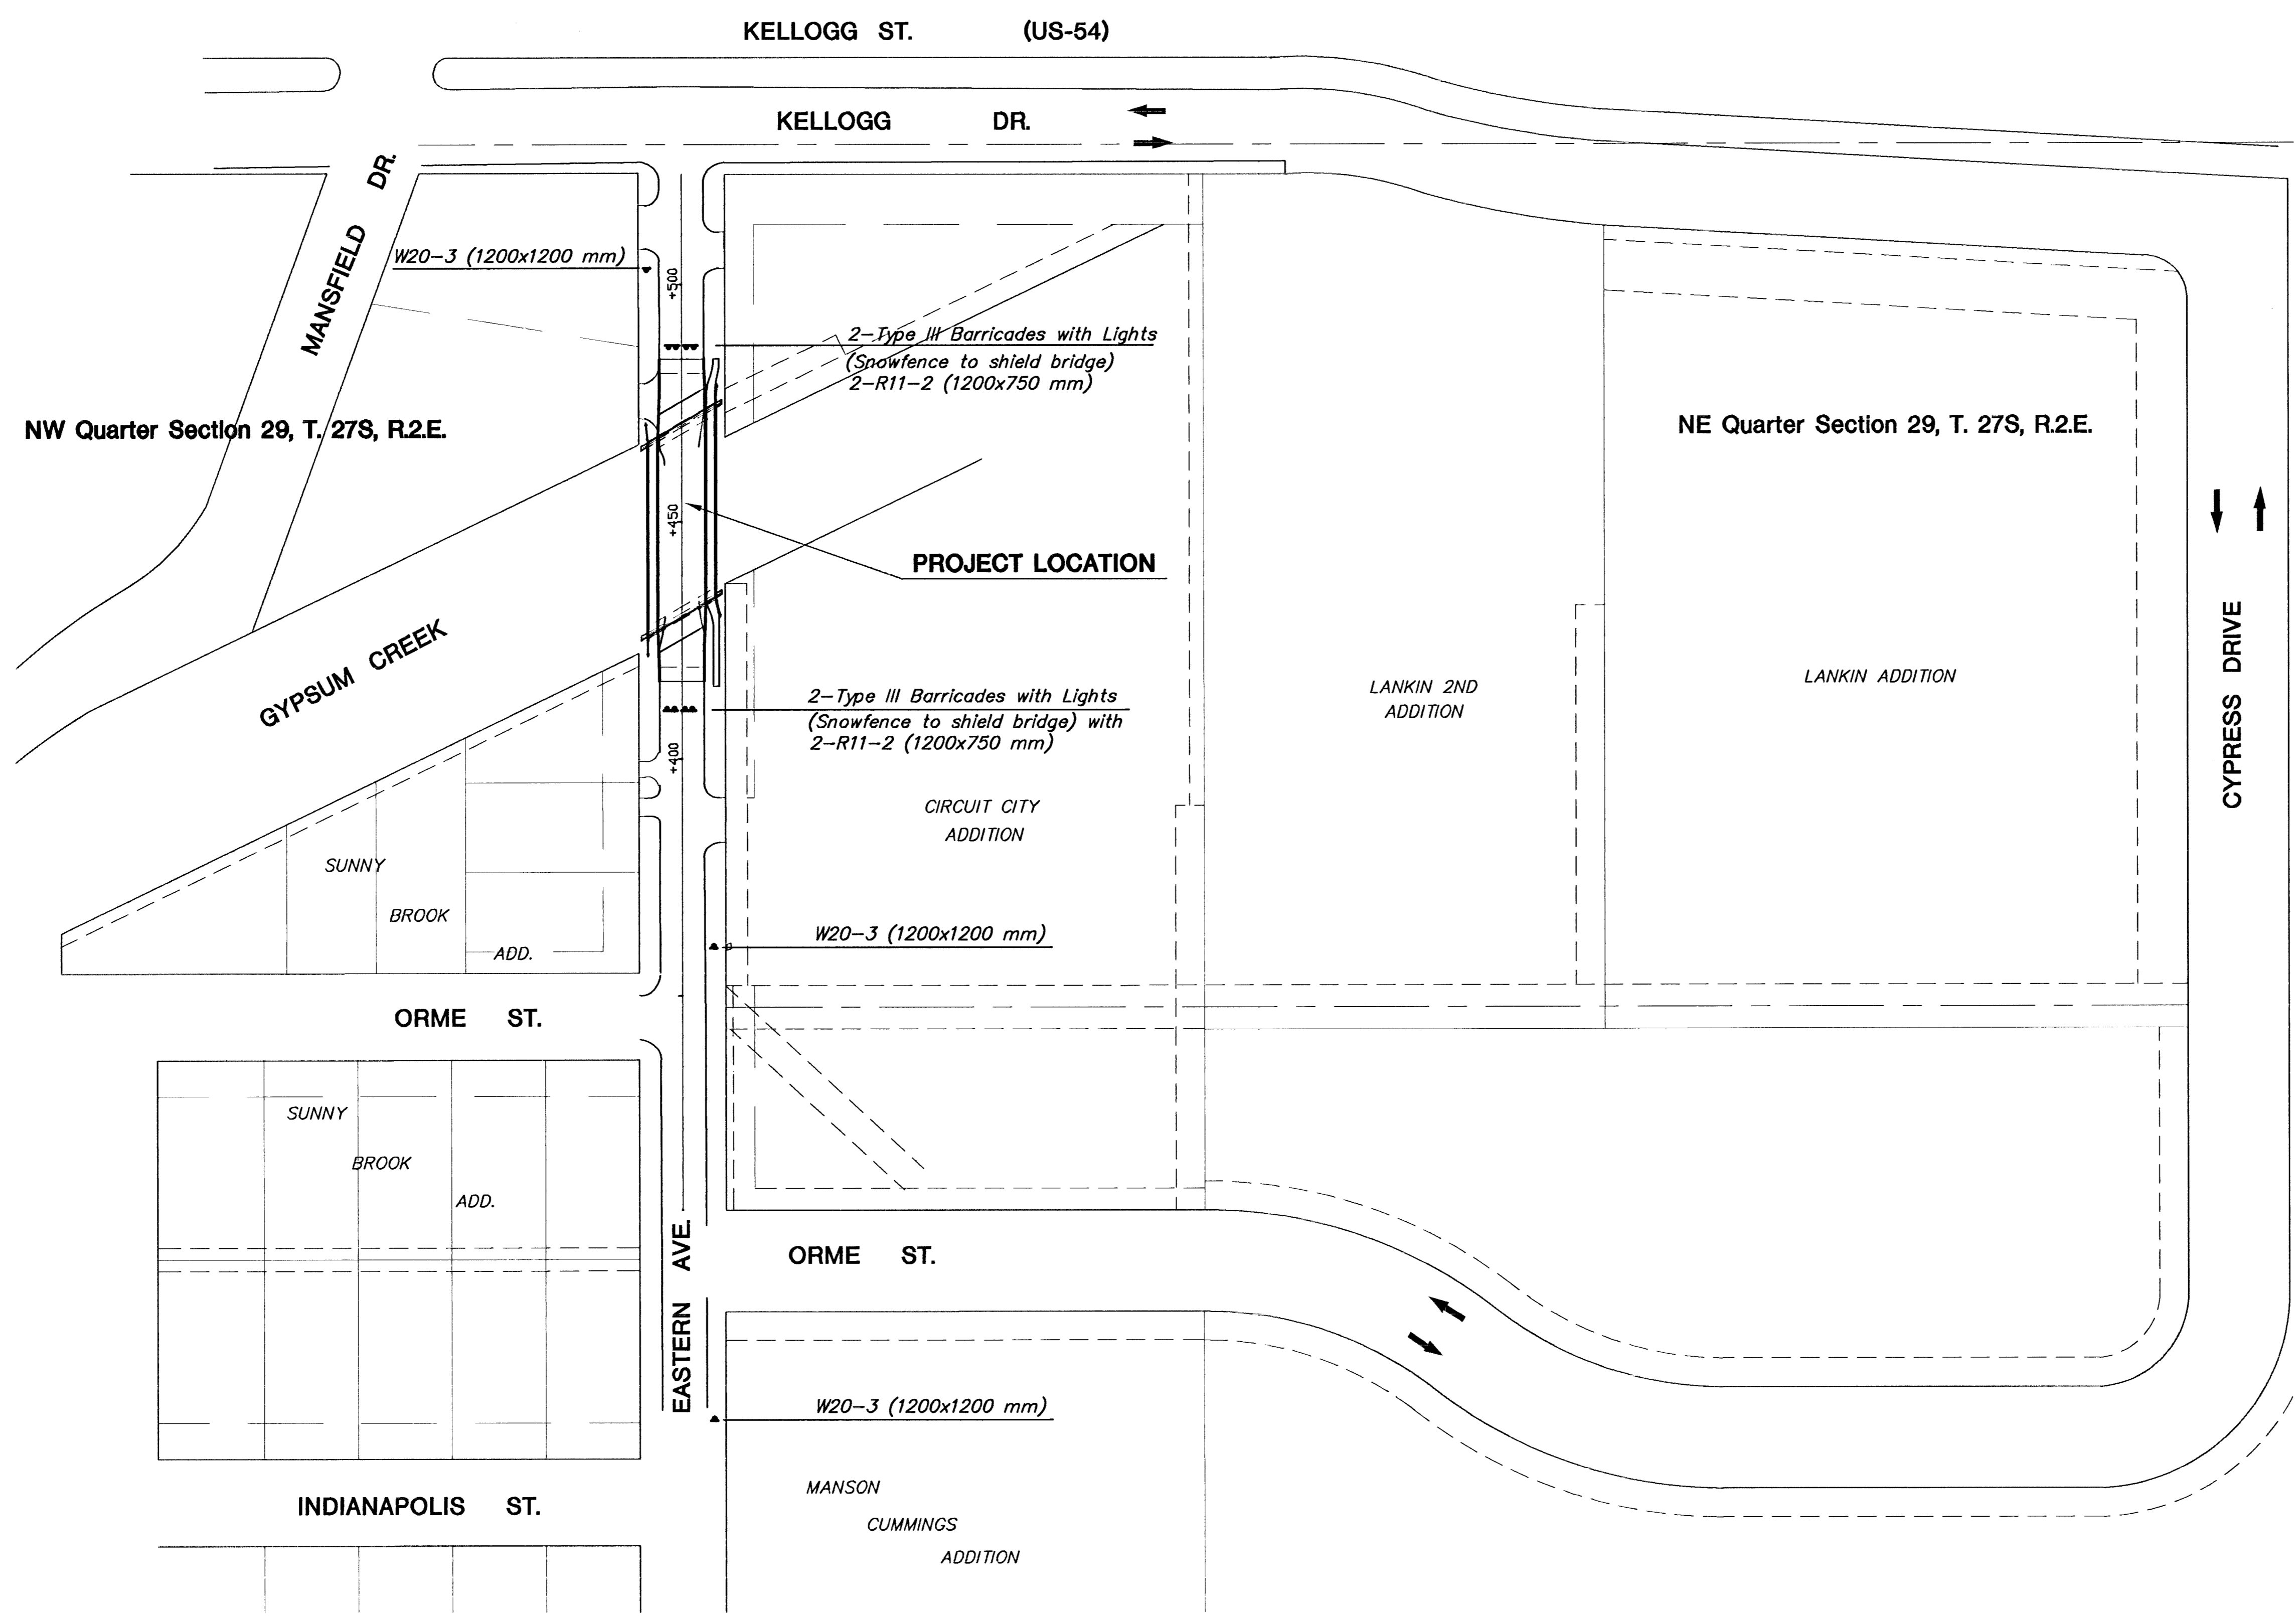 KELLOGG ST. (US-54)
KELLOGG DR.
MANSFIELD DR.
W20-3 (1200x1200 mm)
+500
2-Type III Barricades with Lights
(Snowfence to shield bridge)
2-R11-2 (1200x750 mm)
NW Quarter Section 29, T. 27S, R.2.E.
NE Quarter Section 29, T. 27S, R.2.E.
+450
PROJECT LOCATION
GYPSUM CREEK
CYPRESS DRIVE
LANKIN 2ND
ADDITION
LANKIN ADDITION
2-Type III Barricades with Lights
(Snowfence to shield bridge) with
2-R11-2 (1200x750 mm)
+400
CIRCUIT CITY
ADDITION
SUNNY
BROOK
ADD.
W20-3 (1200x1200 mm)
ORME ST.
SUNNY
BROOK
ADD.
EASTERN AVE.
ORME ST.
W20-3 (1200x1200 mm)
MANSON
CUMMINGS
ADDITION
INDIANAPOLIS ST.